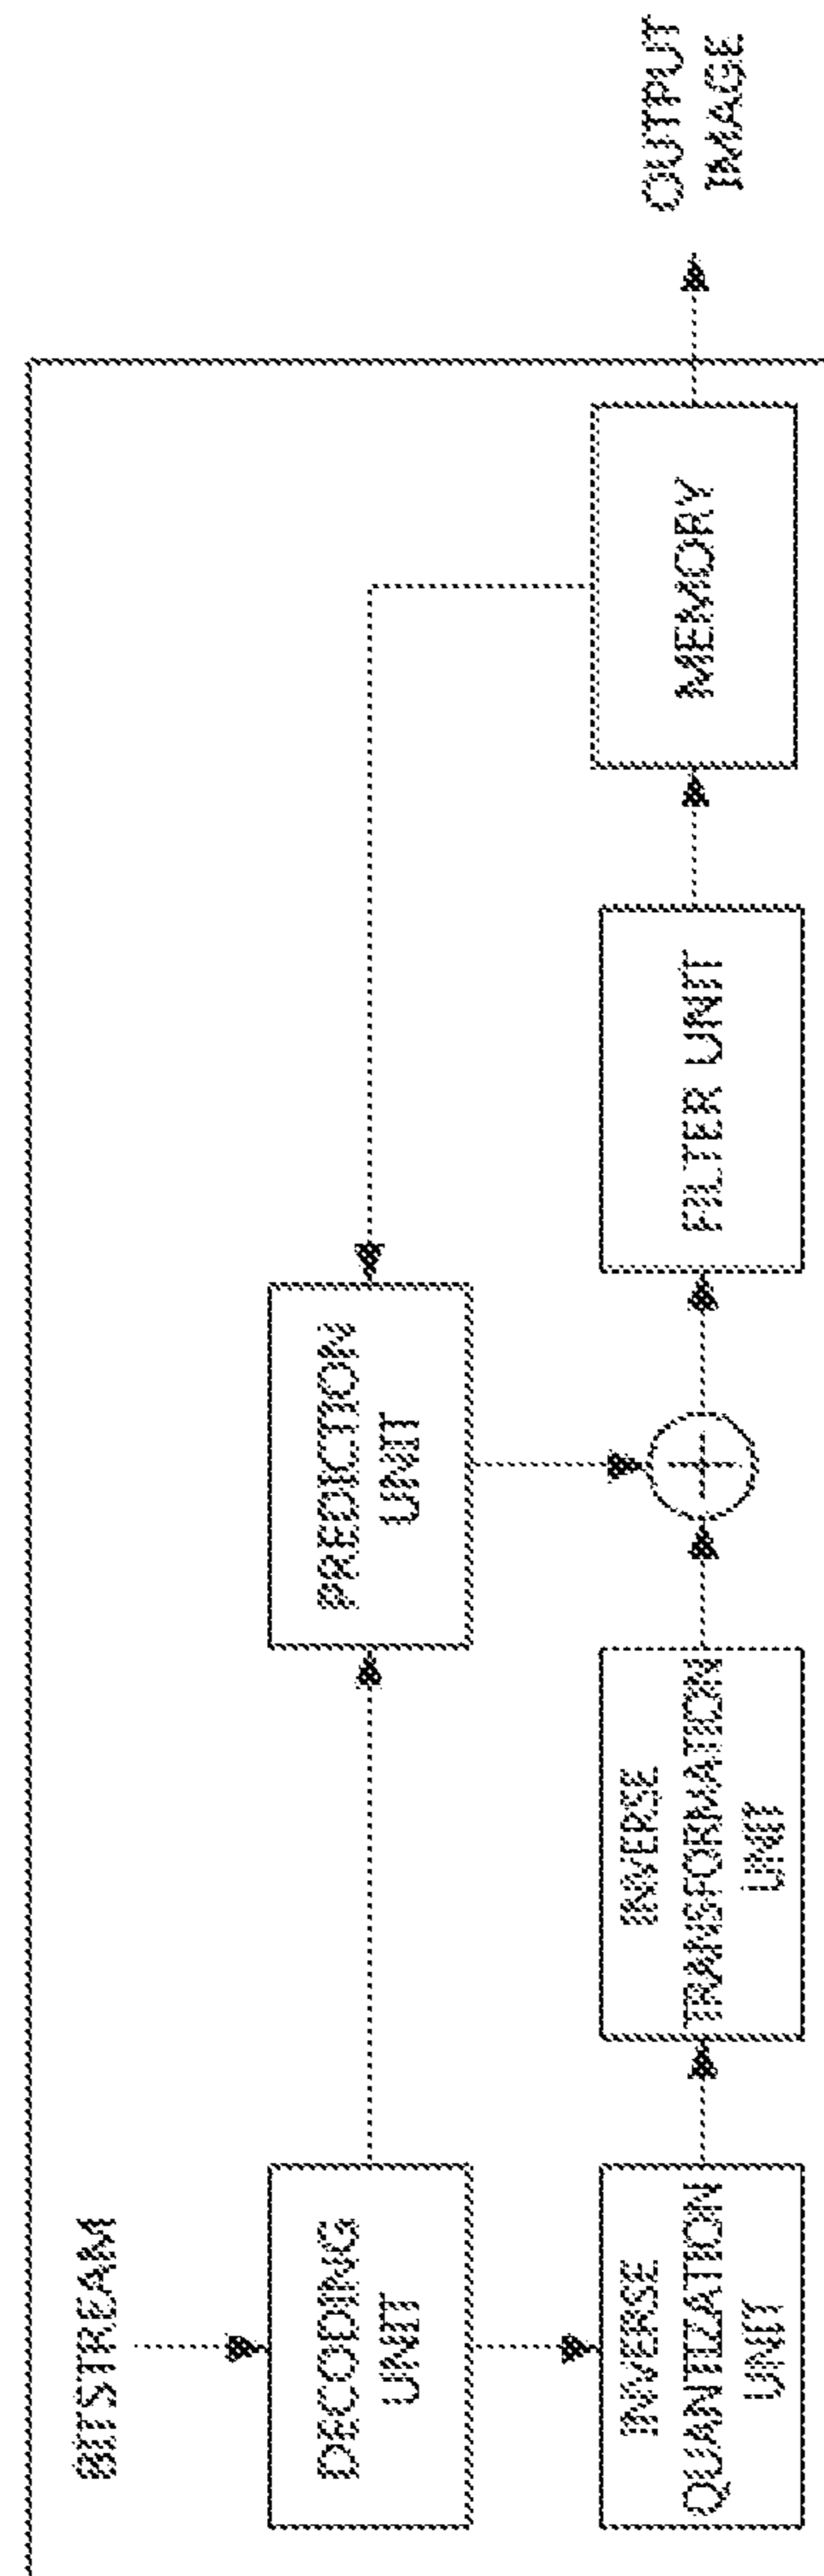 BITSTREAM
DECODING
UNIT
PREDICTION
UNIT
INVERSE
QUANTIZATION
UNIT
INVERSE
TRANSFORMATION
UNIT
FILTER UNIT
MEMORY
OUTPUT
IMAGE